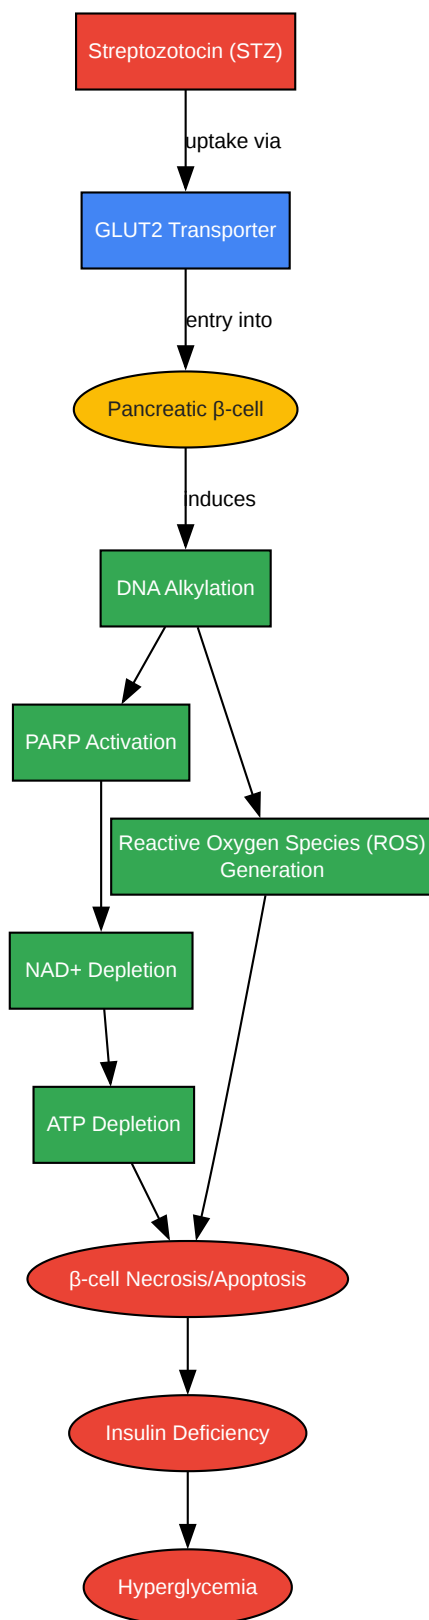 Streptozotocin (STZ)
uptake via
GLUT2 Transporter
entry into
Pancreatic β-cell
induces
DNA Alkylation
PARP Activation
Reactive Oxygen Species (ROS)
Generation
NAD+ Depletion
ATP Depletion
β-cell Necrosis/Apoptosis
Insulin Deficiency
Hyperglycemia